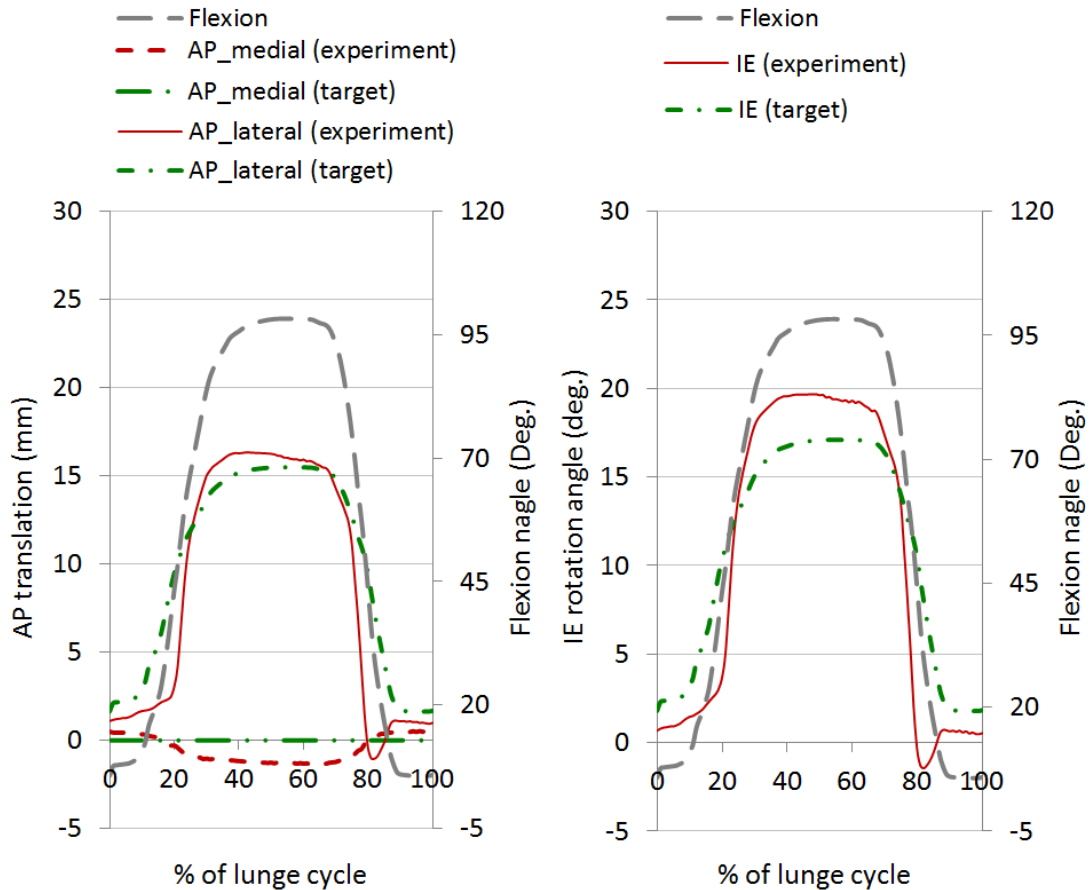 Flexion
AP_medial (experiment)
AP_medial (target)
AP_lateral (experiment)
AP_lateral (target)
30
25
20
15
10
5
0
-5
AP translation (mm)
0 20 40 60 80 100
% of lunge cycle
120
95
70
45
20
-5
Flexion nagle (Deg.)
Flexion
IE (experiment)
IE (target)
30
25
20
15
10
5
0
-5
IE rotation angle (deg.)
0 20 40 60 80 100
% of lunge cycle
120
95
70
45
20
-5
Flexion nagle (Deg.)